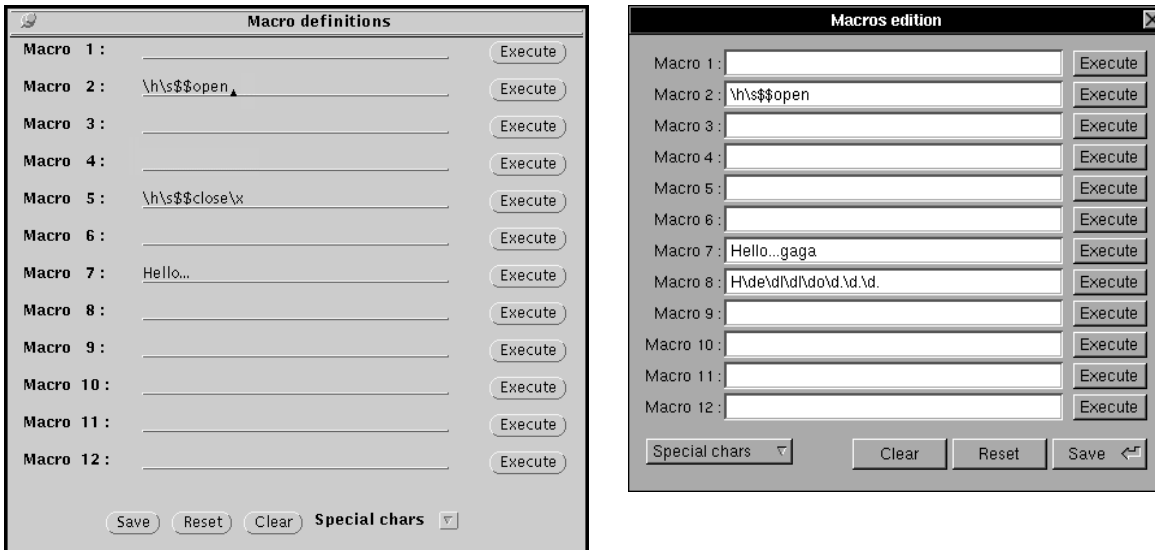 Macro definitions
Macro 1 : Execute
Macro 2 : \h\s$$open Execute
Macro 3 : Execute
Macro 4 : Execute
Macro 5 : \h\s$$close\x Execute
Macro 6 : Execute
Macro 7 : Hello... Execute
Macro 8 : Execute
Macro 9 : Execute
Macro 10 : Execute
Macro 11 : Execute
Macro 12 : Execute
Save Reset Clear Special chars
Macros edition
Macro 1 : Execute
Macro 2 : \h\s$$open Execute
Macro 3 : Execute
Macro 4 : Execute
Macro 5 : Execute
Macro 6 : Execute
Macro 7 : Hello...gaga Execute
Macro 8 : H\de\dl\dl\do\d.\d.\d. Execute
Macro 9 : Execute
Macro 10 : Execute
Macro 11 : Execute
Macro 12 : Execute
Special chars Clear Reset Save